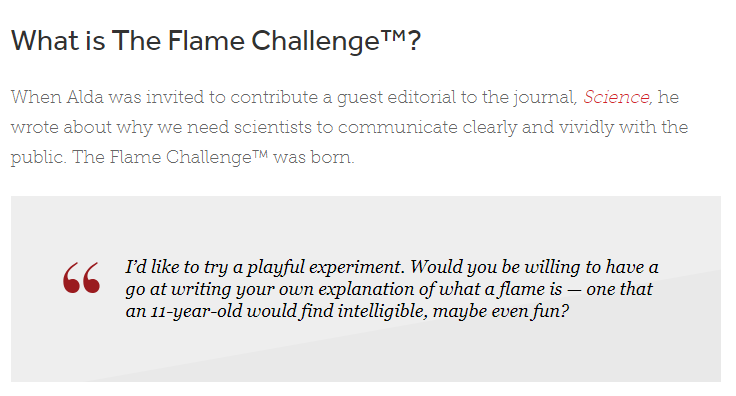 What is The Flame Challenge™?
When Alda was invited to contribute a guest editorial to the journal, Science, he
wrote about why we need scientists to communicate clearly and vividly with the
public. The Flame Challenge™ was born.
“
I’d like to try a playful experiment. Would you be willing to have a
go at writing your own explanation of what a flame is — one that
an 11-year-old would find intelligible, maybe even fun?